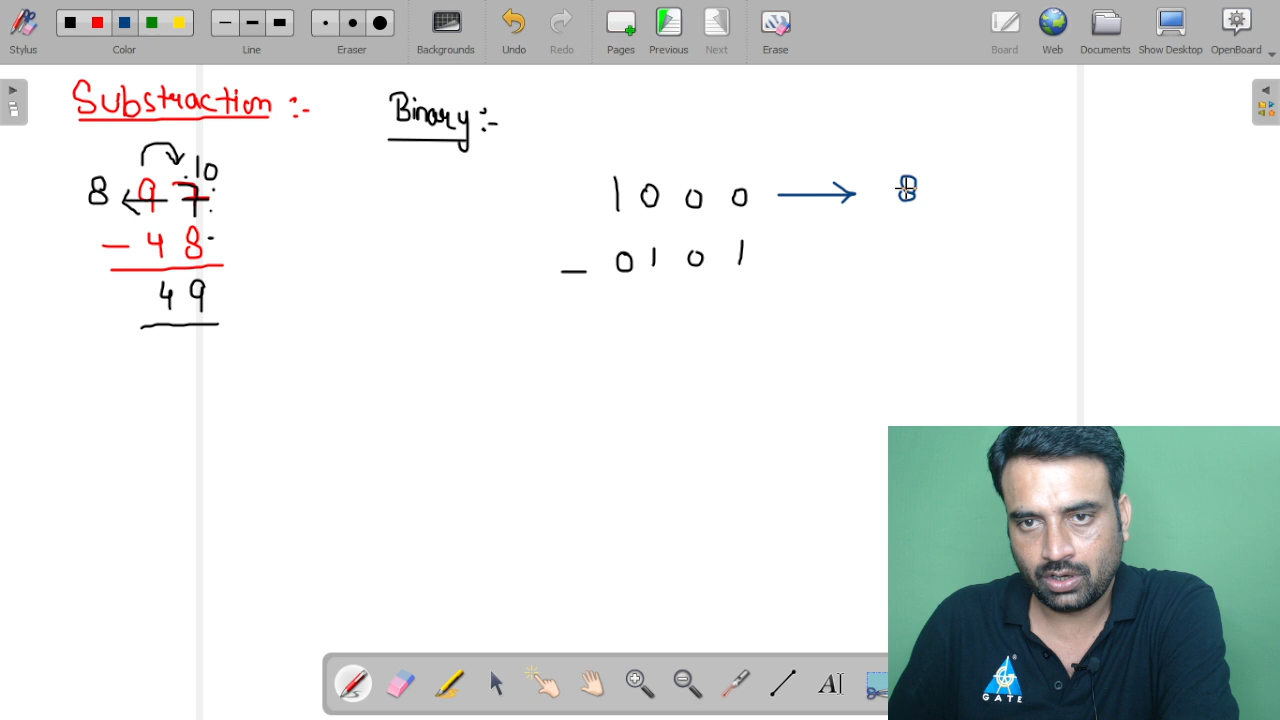 Stylus Color Line Eraser Backgrounds Undo Redo Pages Previous Next Erase Board Web Documents Show Desktop OpenBoard
Substraction :-
Binary :-
10
8 9 7
- 4 8
4 9
1 0 0 0 → 8
- 0 1 0 1
AI
GATE